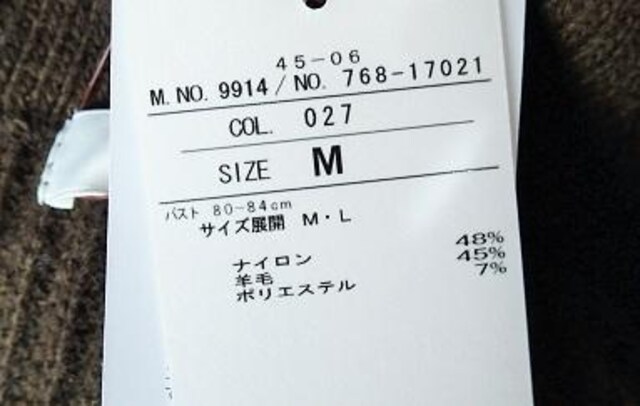 45-06
M.NO. 9914/NO. 768-17021
COL. 027
SIZE M
バスト 80-84cm
サイズ展開 M・L
ナイロン 48%
羊毛 45%
ポリエステル 7%